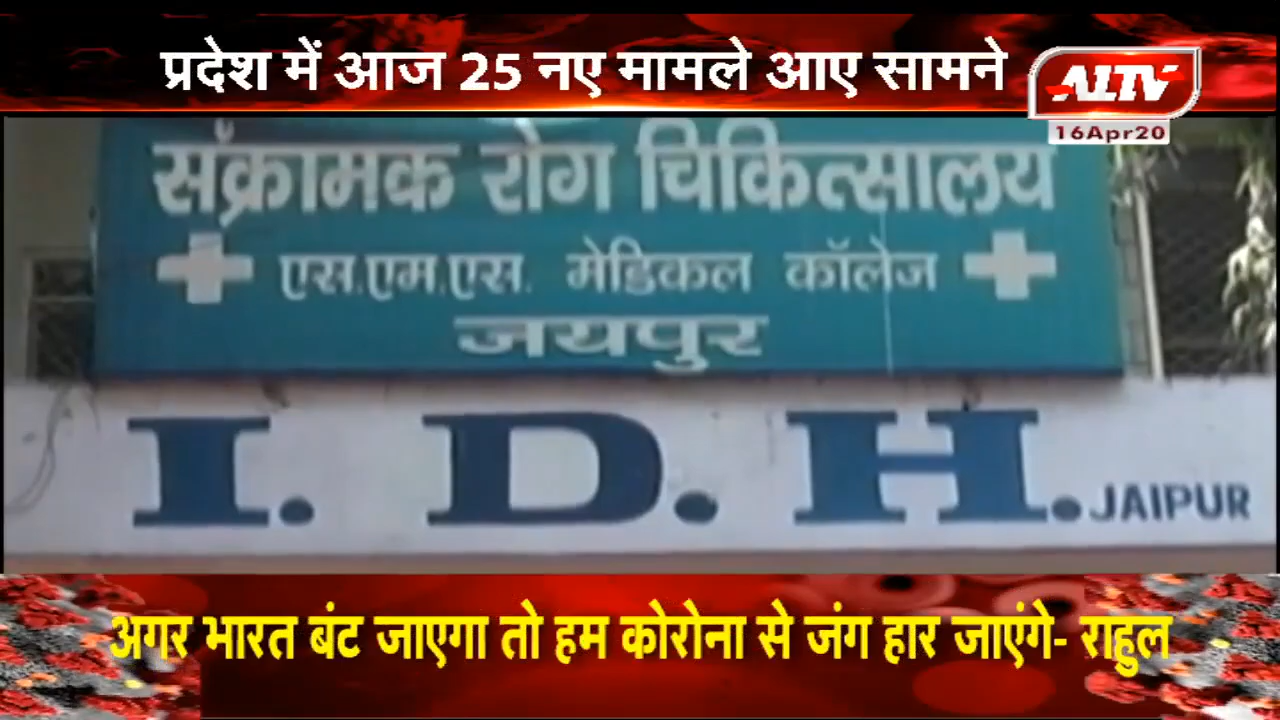 प्रदेश में आज 25 नए मामले आए सामने
ALTV
16Apr20
संक्रामक रोग चिकित्सालय
एस.एम.एस. मेडिकल कॉलेज
जयपुर
I. D. H. JAIPUR
अगर भारत बंट जाएगा तो हम कोरोना से जंग हार जाएंगे- राहुल